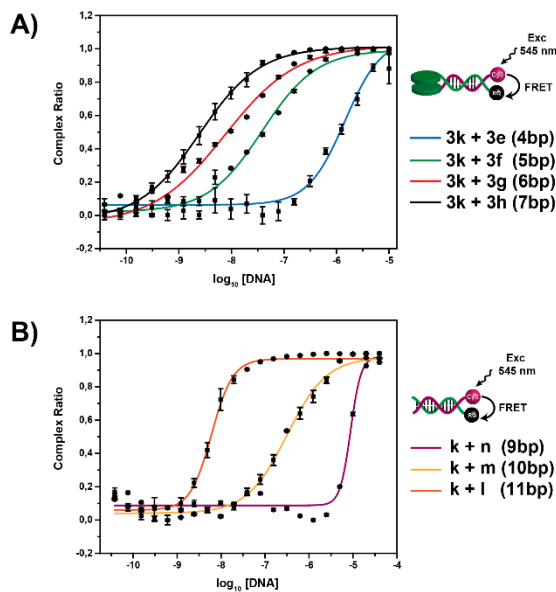 A)
Complex Ratio
1,2
1,0
0,8
0,6
0,4
0,2
0,0
-0,2
-10 -9 -8 -7 -6 -5
log10 [DNA]
Exc
545 nm
Cy3
FRET
3k + 3e (4bp)
3k + 3f (5bp)
3k + 3g (6bp)
3k + 3h (7bp)
B)
Complex Ratio
1,2
1,0
0,8
0,6
0,4
0,2
0,0
-0,2
-10 -9 -8 -7 -6 -5 -4
log10 [DNA]
Exc
545 nm
Cy3
FRET
k + n (9bp)
k + m (10bp)
k + l (11bp)